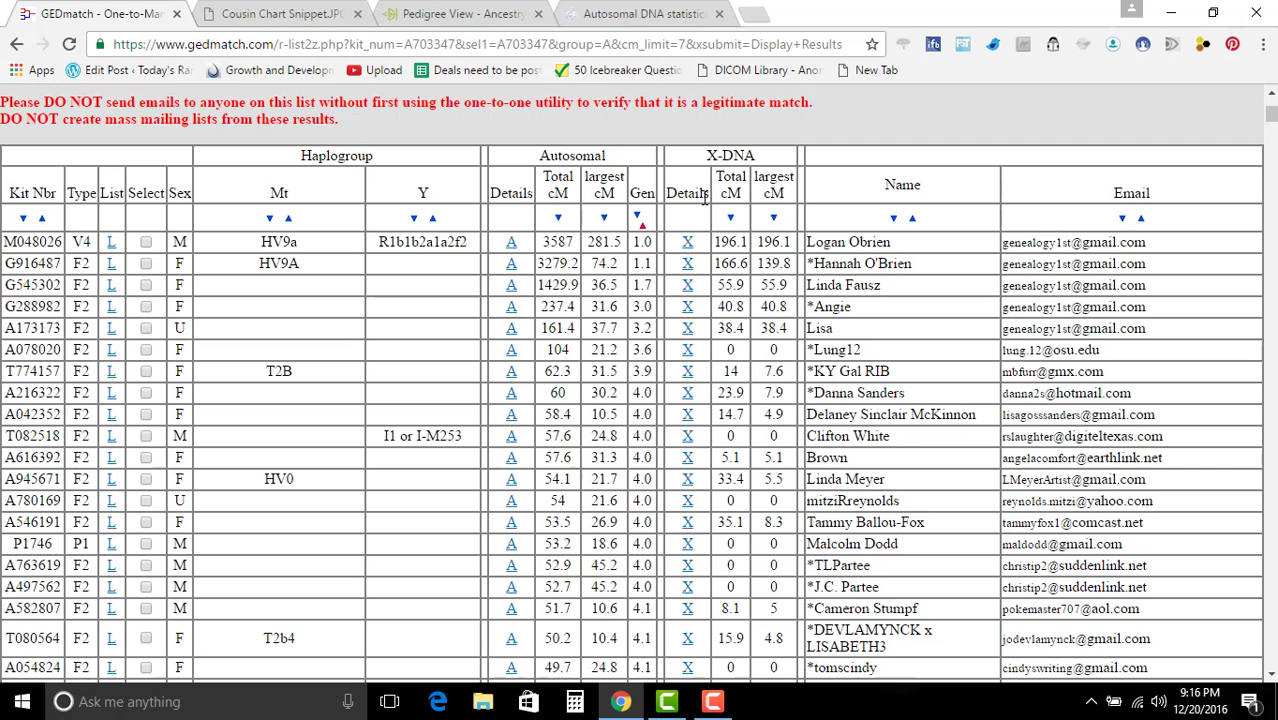 GEDmatch - One-to-Ma
Cousin Chart Snippet.JPG
Pedigree View - Ancestry
Autosomal DNA statistic
https://www.gedmatch.com/r-list2z.php?kit_num=A703347&sel1=A703347&group=A&cm_limit=7&xsubmit=Display+Results
Apps Edit Post ‹ Today's Ra Growth and Develop Upload Deals need to be pos 50 Icebreaker Questio DICOM Library - Anon New Tab
Please DO NOT send emails to anyone on this list without first using the one-to-one utility to verify that it is a legitimate match.
DO NOT create mass mailing lists from these results.
Haplogroup Autosomal X-DNA
Kit Nbr Type List Select Sex Mt Y Details Total cM largest cM Gen Details Total cM largest cM Name Email
M048026 V4 L M HV9a R1b1b2a1a2f2 A 3587 281.5 1.0 X 196.1 196.1 Logan Obrien genealogy1st@gmail.com
G916487 F2 L F HV9A A 3279.2 74.2 1.1 X 166.6 139.8 *Hannah O'Brien genealogy1st@gmail.com
G545302 F2 L F A 1429.9 36.5 1.7 X 55.9 55.9 Linda Fausz genealogy1st@gmail.com
G288982 F2 L F A 237.4 31.6 3.0 X 40.8 40.8 *Angie genealogy1st@gmail.com
A173173 F2 L U A 161.4 37.7 3.2 X 38.4 38.4 Lisa genealogy1st@gmail.com
A078020 F2 L F A 104 21.2 3.6 X 0 0 *Lung12 lung.12@osu.edu
T774157 F2 L F T2B A 62.3 31.5 3.9 X 14 7.6 *KY Gal RIB mbfurr@gmx.com
A216322 F2 L F A 60 30.2 4.0 X 23.9 7.9 *Danna Sanders danna2s@hotmail.com
A042352 F2 L F A 58.4 10.5 4.0 X 14.7 4.9 Delaney Sinclair McKinnon lisagosssanders@gmail.com
T082518 F2 L M I1 or I-M253 A 57.6 24.8 4.0 X 0 0 Clifton White rslaughter@digiteltexas.com
A616392 F2 L F A 57.6 31.3 4.0 X 5.1 5.1 Brown angelacomfort@earthlink.net
A945671 F2 L F HV0 A 54.1 21.7 4.0 X 33.4 5.5 Linda Meyer LMeyerArtist@gmail.com
A780169 F2 L U A 54 21.6 4.0 X 0 0 mitziRreynolds reynolds.mitzi@yahoo.com
A546191 F2 L F A 53.5 26.9 4.0 X 35.1 8.3 Tammy Ballou-Fox tammyfox1@comcast.net
P1746 P1 L M A 53.2 18.6 4.0 X 0 0 Malcolm Dodd maldodd@gmail.com
A763619 F2 L M A 52.9 45.2 4.0 X 0 0 *TLPartee christip2@suddenlink.net
A497562 F2 L M A 52.7 45.2 4.0 X 0 0 *J.C. Partee christip2@suddenlink.net
A582807 F2 L M A 51.7 10.6 4.1 X 8.1 5 *Cameron Stumpf pokemaster707@aol.com
T080564 F2 L F T2b4 A 50.2 10.4 4.1 X 15.9 4.8 *DEVLAMYNCK x LISABETH3 jodevlamynck@gmail.com
A054824 F2 L F A 49.7 24.8 4.1 X 0 0 *tomscindy cindyswriting@gmail.com
Ask me anything
9:16 PM
12/20/2016